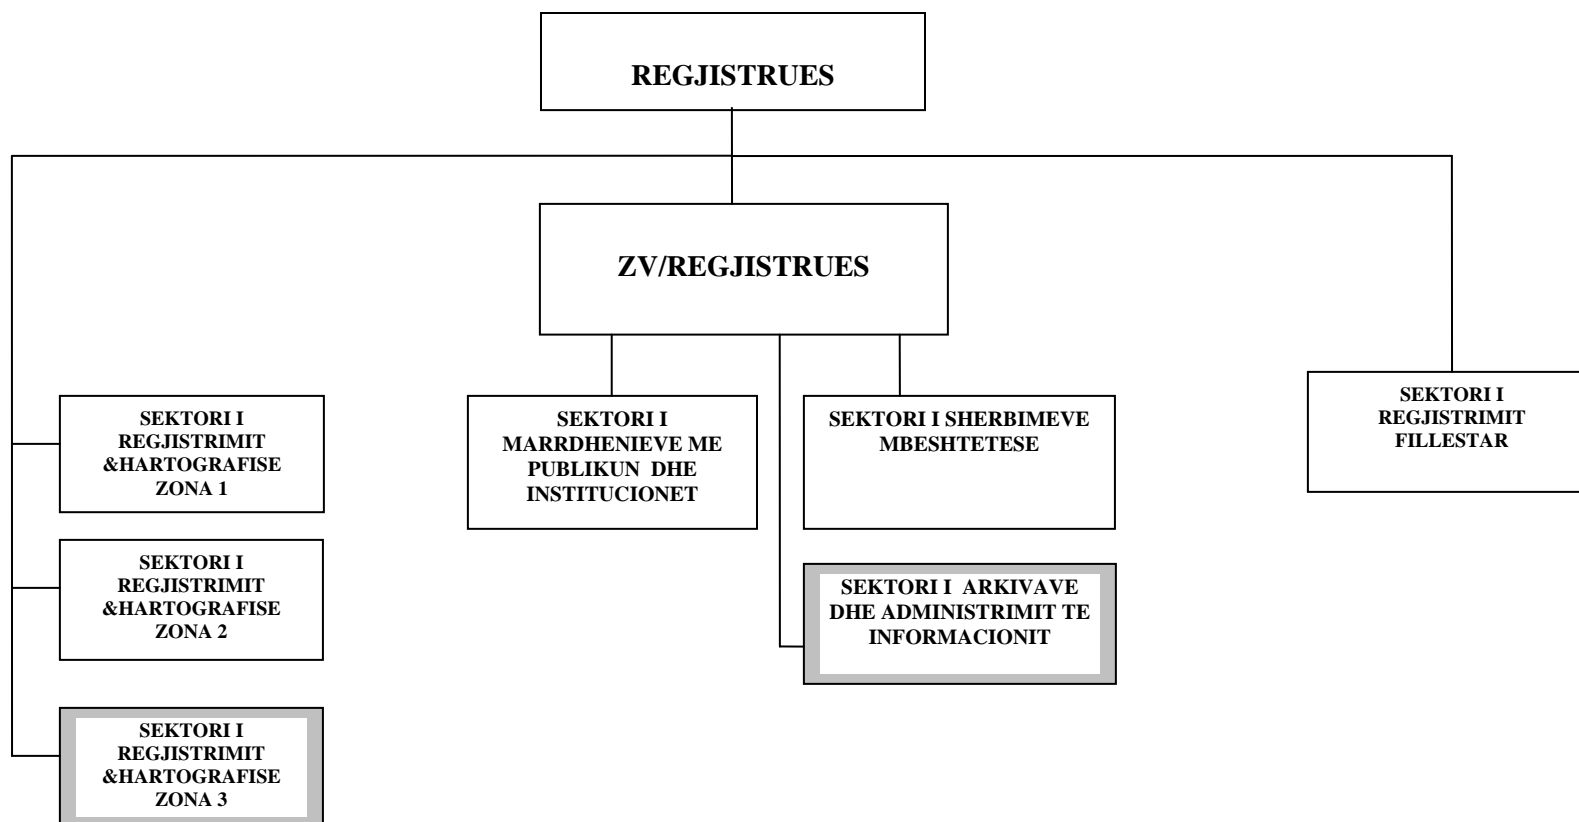 REGJISTRUES
ZV/REGJISTRUES
SEKTORI I
REGJISTRIMIT
&HARTOGRAFISE
ZONA 1
SEKTORI I
MARRDHENIEVE ME
PUBLIKUN DHE
INSTITUCIONET
SEKTORI I SHERBIMEVE
MBESHTETESE
SEKTORI I
REGJISTRIMIT
FILLESTAR
SEKTORI I
REGJISTRIMIT
&HARTOGRAFISE
ZONA 2
SEKTORI I ARKIVAVE
DHE ADMINISTRIMIT TE
INFORMACIONIT
SEKTORI I
REGJISTRIMIT
&HARTOGRAFISE
ZONA 3